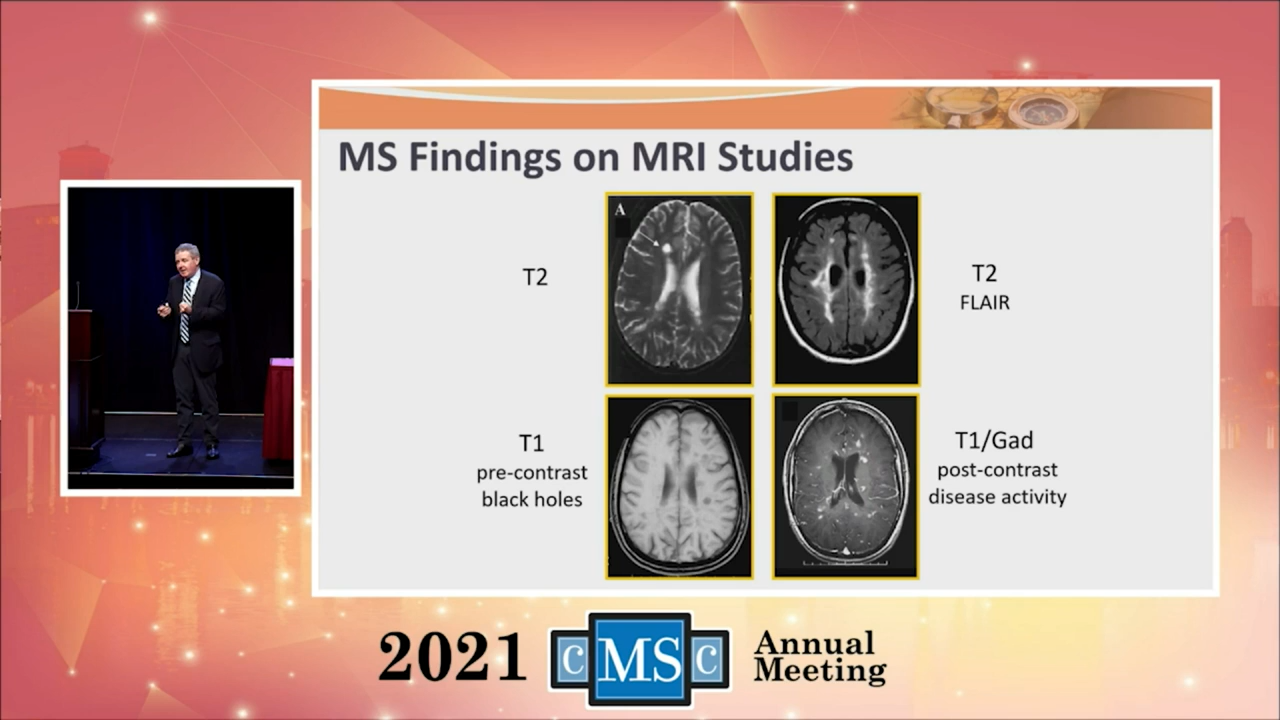 MS Findings on MRI Studies
A
T2
T2
FLAIR
T1
pre-contrast
black holes
T1/Gad
post-contrast
disease activity
2021
C MS C
Annual
Meeting